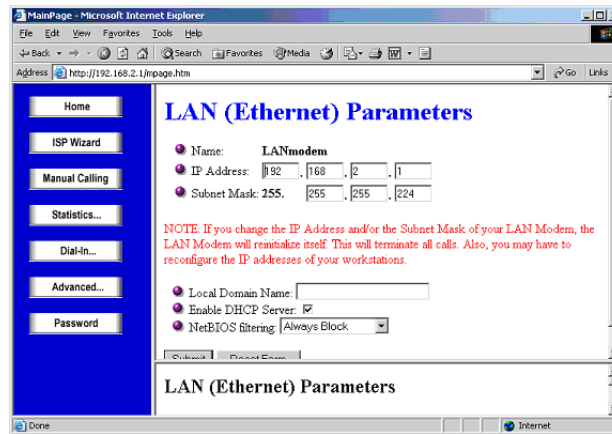 MainPage - Microsoft Internet Explorer
File Edit View Favorites Tools Help
Back Search Favorites Media
Address http://192.168.2.1/mpage.htm Go Links
Home
ISP Wizard
Manual Calling
Statistics...
Dial-In...
Advanced...
Password
LAN (Ethernet) Parameters
Name: LANmodem
IP Address: 192 . 168 . 2 . 1
Subnet Mask: 255. 255 . 255 . 224
NOTE: If you change the IP Address and/or the Subnet Mask of your LAN Modem, the
LAN Modem will reinitialize itself. This will terminate all calls. Also, you may have to
reconfigure the IP addresses of your workstations.
Local Domain Name:
Enable DHCP Server:
NetBIOS filtering: Always Block
Submit Reset Form
LAN (Ethernet) Parameters
Done Internet